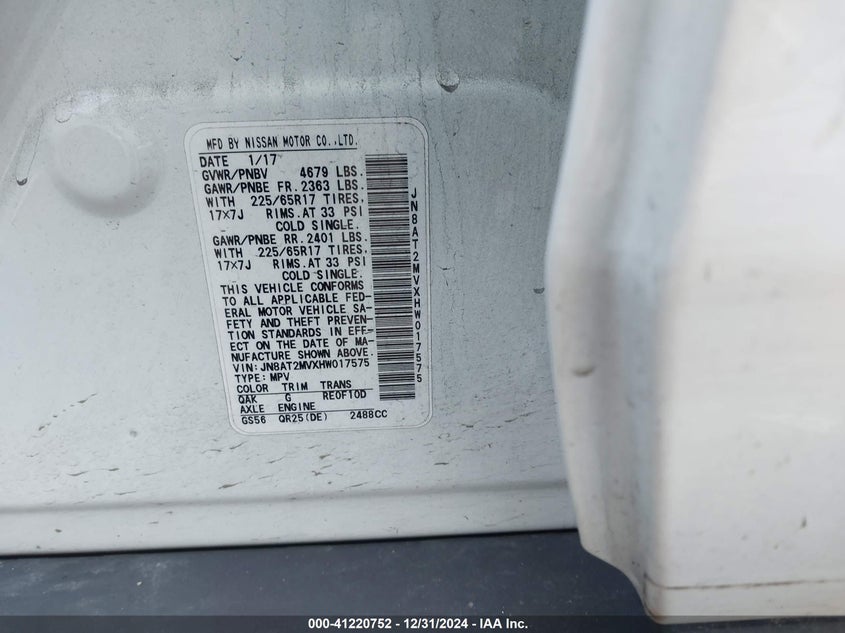 MFD BY NISSAN MOTOR CO.,LTD.
DATE 1/17
GVWR/PNBV 4679 LBS.
GAWR/PNBE FR. 2363 LBS.
WITH 225/65R17 TIRES,
17×7J RIMS.AT 33 PSI
COLD SINGLE.
GAWR/PNBE RR. 2401 LBS.
WITH 225/65R17 TIRES,
17×7J RIMS.AT 33 PSI
COLD SINGLE.
THIS VEHICLE CONFORMS
TO ALL APPLICABLE FED-
ERAL MOTOR VEHICLE SA-
FETY AND THEFT PREVEN-
TION STANDARDS IN EFF-
ECT ON THE DATE OF MA-
NUFACTURE SHOWN ABOVE.
VIN: JN8AT2MVXHW017575
TYPE: MPV
COLOR TRIM TRANS
QAK G RE0F10D
AXLE ENGINE
GS56 QR25(DE) 2488CC
JN8AT2MVXHW017575
000-41220752 - 12/31/2024 - IAA Inc.